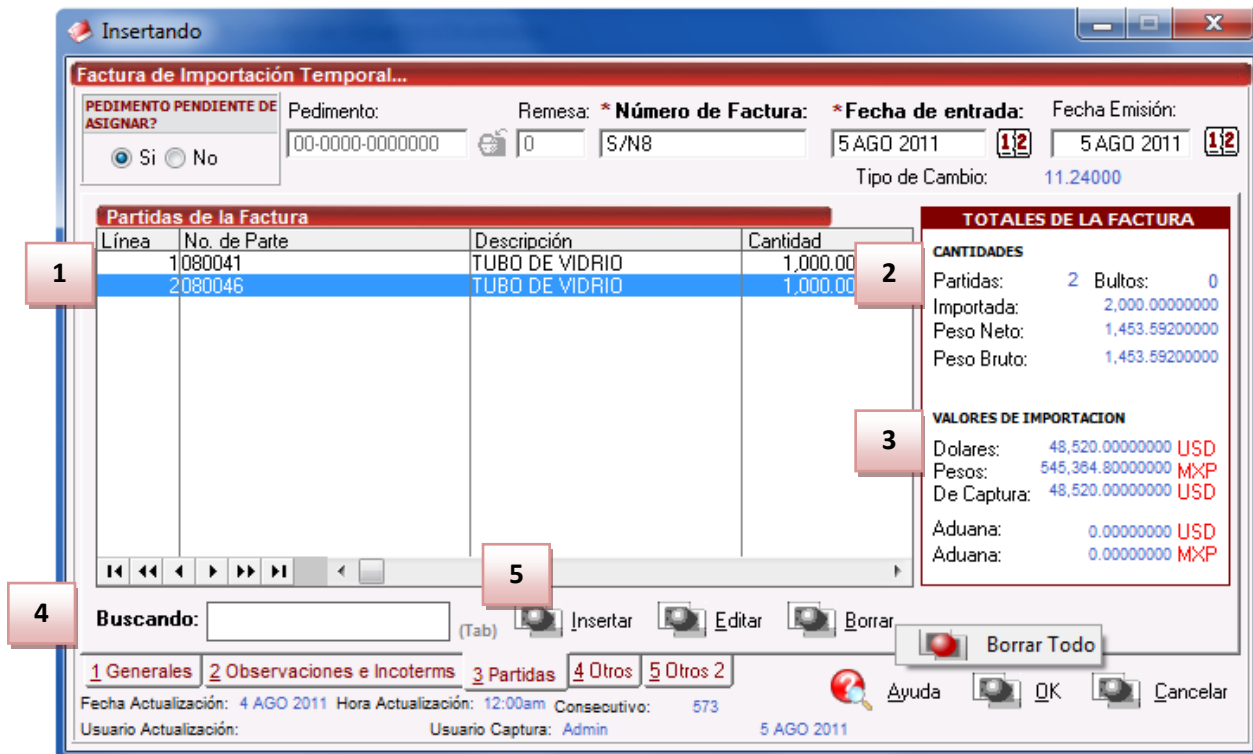 Insertando
Factura de Importación Temporal...
PEDIMENTO PENDIENTE DE ASIGNAR?
Si No
Pedimento: Remesa: * Número de Factura: *Fecha de entrada: Fecha Emisión:
00-0000-0000000 0 S/N8 5 AGO 2011 12 5 AGO 2011 12
Tipo de Cambio: 11.24000
Partidas de la Factura
Línea No. de Parte Descripción Cantidad
1 080041 TUBO DE VIDRIO 1,000.00
2 080046 TUBO DE VIDRIO 1,000.00
1
2
3
4
5
TOTALES DE LA FACTURA
CANTIDADES
Partidas: 2 Bultos: 0
Importada: 2,000.00000000
Peso Neto: 1,453.59200000
Peso Bruto: 1,453.59200000
VALORES DE IMPORTACION
Dolares: 48,520.00000000 USD
Pesos: 545,364.80000000 MXP
De Captura: 48,520.00000000 USD
Aduana: 0.00000000 USD
Aduana: 0.00000000 MXP
Buscando: (Tab) Insertar Editar Borrar
Borrar Todo
1 Generales 2 Observaciones e Incoterms 3 Partidas 4 Otros 5 Otros 2
Ayuda OK Cancelar
Fecha Actualización: 4 AGO 2011 Hora Actualización: 12:00am Consecutivo: 573
Usuario Actualización: Usuario Captura: Admin 5 AGO 2011